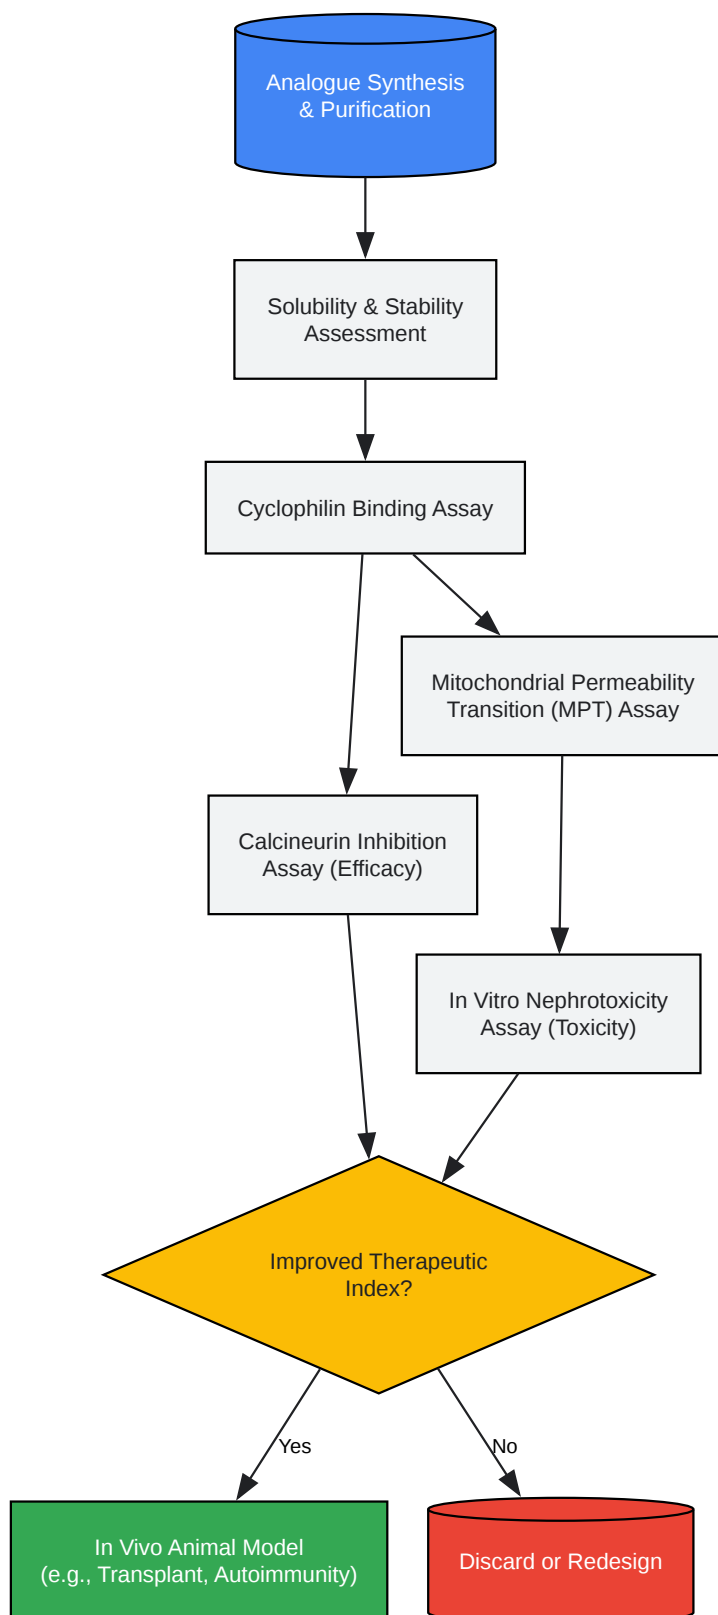 Analogue Synthesis
& Purification
Solubility & Stability
Assessment
Cyclophilin Binding Assay
Mitochondrial Permeability
Transition (MPT) Assay
Calcineurin Inhibition
Assay (Efficacy)
In Vitro Nephrotoxicity
Assay (Toxicity)
Improved Therapeutic
Index?
Yes
No
In Vivo Animal Model
(e.g., Transplant, Autoimmunity)
Discard or Redesign